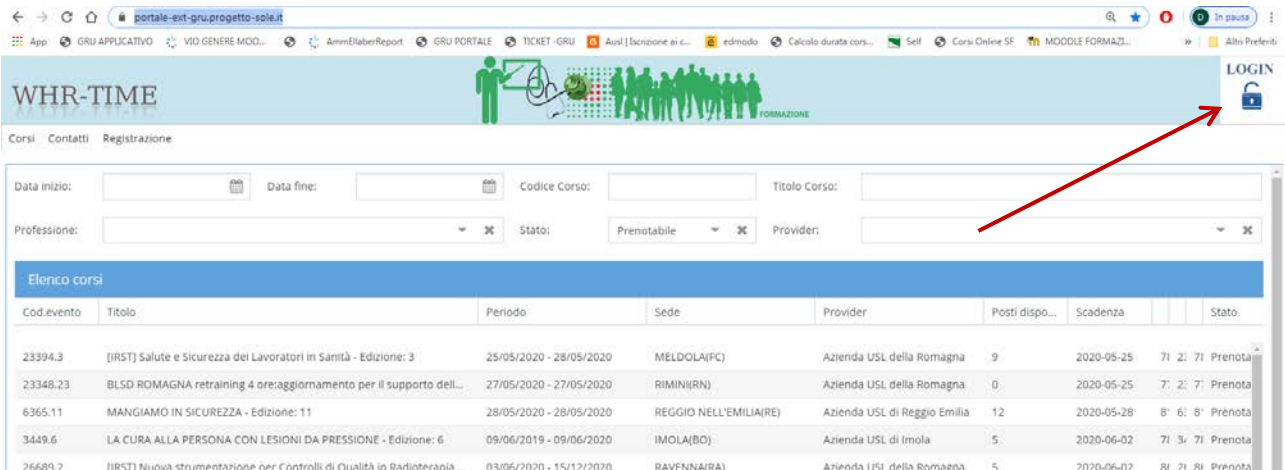 portale-ext-gru.progetto-sole.it In pausa
App GRU APPLICATIVO VIO GENERE MOO... AmmEllaberReport GRU PORTALE TICKET -GRU Ausl | Iscrizione ai c... edmodo Calcolo durata cors... Self Corsi Online SF MOODLE FORMAZI... » Altri Preferiti
LOGIN
WHR-TIME
FORMAZIONE
Corsi Contatti Registrazione
Data inizio: Data fine: Codice Corso: Titolo Corso:
Professione: Stato: Prenotabile Provider:
Elenco corsi
Cod.evento Titolo Periodo Sede Provider Posti dispo... Scadenza Stato
23394.3 [IRST] Salute e Sicurezza dei Lavoratori in Sanità - Edizione: 3 25/05/2020 - 28/05/2020 MELDOLA(FC) Azienda USL della Romagna 9 2020-05-25 Prenota
23348.23 BLSD ROMAGNA retraining 4 ore:aggiornamento per il supporto dell... 27/05/2020 - 27/05/2020 RIMINI(RN) Azienda USL della Romagna 0 2020-05-25 Prenota
6365.11 MANGIAMO IN SICUREZZA - Edizione: 11 28/05/2020 - 28/05/2020 REGGIO NELL'EMILIA(RE) Azienda USL di Reggio Emilia 12 2020-05-28 Prenota
3449.6 LA CURA ALLA PERSONA CON LESIONI DA PRESSIONE - Edizione: 6 09/06/2019 - 09/06/2020 IMOLA(BO) Azienda USL di Imola 5 2020-06-02 Prenota
26689.2 [IRST] Nuova strumentazione per Controlli di Qualità in Radioterapia... 03/06/2020 - 15/12/2020 RAVENNA(RA) Azienda USL della Romagna 5 2020-06-02 Prenota